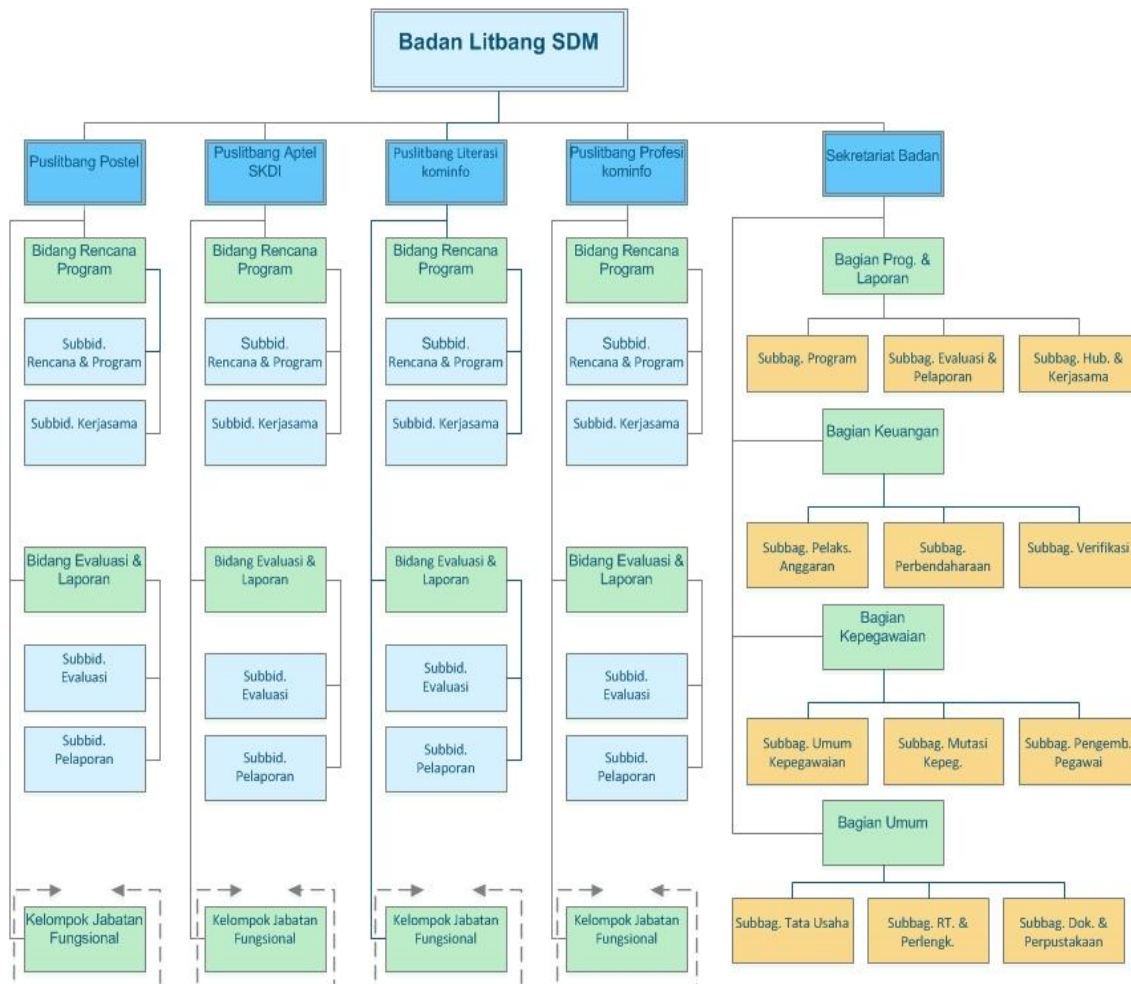 Badan Litbang SDM
Puslitbang Postel
Puslitbang Aptel
SKDI
Puslitbang Literasi
kominfo
Puslitbang Profesi
kominfo
Sekretariat Badan
Bidang Rencana
Program
Subbid.
Rencana & Program
Subbid. Kerjasama
Bidang Evaluasi &
Laporan
Subbid.
Evaluasi
Subbid.
Pelaporan
Kelompok Jabatan
Fungsional
Bidang Rencana
Program
Subbid.
Rencana & Program
Subbid. Kerjasama
Bidang Evaluasi &
Laporan
Subbid.
Evaluasi
Subbid.
Pelaporan
Kelompok Jabatan
Fungsional
Bidang Rencana
Program
Subbid.
Rencana & Program
Subbid. Kerjasama
Bidang Evaluasi &
Laporan
Subbid.
Evaluasi
Subbid.
Pelaporan
Kelompok Jabatan
Fungsional
Bidang Rencana
Program
Subbid.
Rencana & Program
Subbid. Kerjasama
Bidang Evaluasi &
Laporan
Subbid.
Evaluasi
Subbid.
Pelaporan
Kelompok Jabatan
Fungsional
Bagian Prog. &
Laporan
Subbag. Program
Subbag. Evaluasi &
Pelaporan
Subbag. Hub. &
Kerjasama
Bagian Keuangan
Subbag. Pelaks.
Anggaran
Subbag.
Perbendaharaan
Subbag. Verifikasi
Bagian
Kepegawaian
Subbag. Umum
Kepegawaian
Subbag. Mutasi
Kepeg.
Subbag. Pengemb.
Pegawai
Bagian Umum
Subbag. Tata Usaha
Subbag. RT. &
Perlengk.
Subbag. Dok. &
Perpustakaan